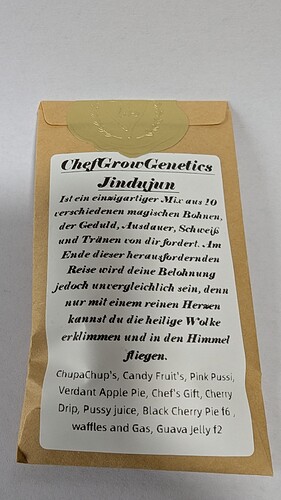 ChefGrowGenetics
Jindujun
Ist ein einzigartiger Mix aus 10
verschiedenen magischen Bohnen,
der Geduld, Ausdauer, Schweiß
und Tränen von dir fordert. Am
Ende dieser herausfordernden
Reise wird deine Belohnung
jedoch unvergleichlich sein, denn
nur mit einem reinen Herzen
kannst du die heilige Wolke
erklimmen und in den Himmel
fliegen.
ChupaChup's, Candy Fruit's, Pink Pussi,
Verdant Apple Pie, Chef's Gift, Cherry
Drip, Pussy juice, Black Cherry Pie f6 ,
waffles and Gas, Guava Jelly f2